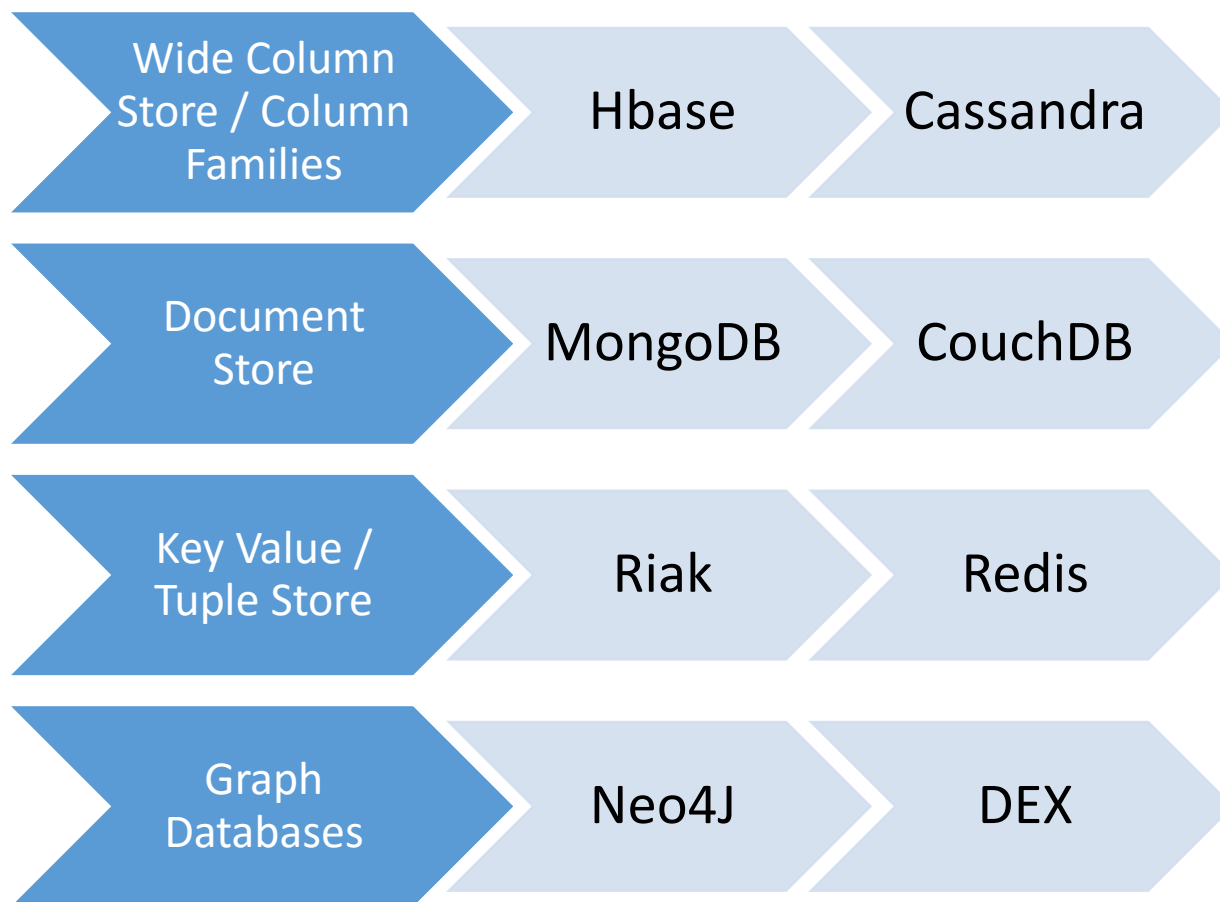 Wide Column
Store / Column
Families
Hbase
Cassandra
Document
Store
MongoDB
CouchDB
Key Value /
Tuple Store
Riak
Redis
Graph
Databases
Neo4J
DEX